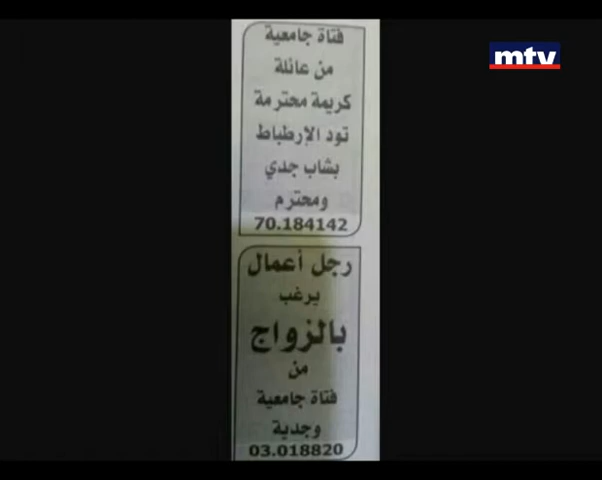 mtv
فتاة جامعية
من عائلة
كريمة محترمة
تود الإرطباط
بشاب جدي
ومحترم
70.184142
رجل أعمال
يرغب
بالزواج
من
فتاة جامعية
وجدية
03.018820